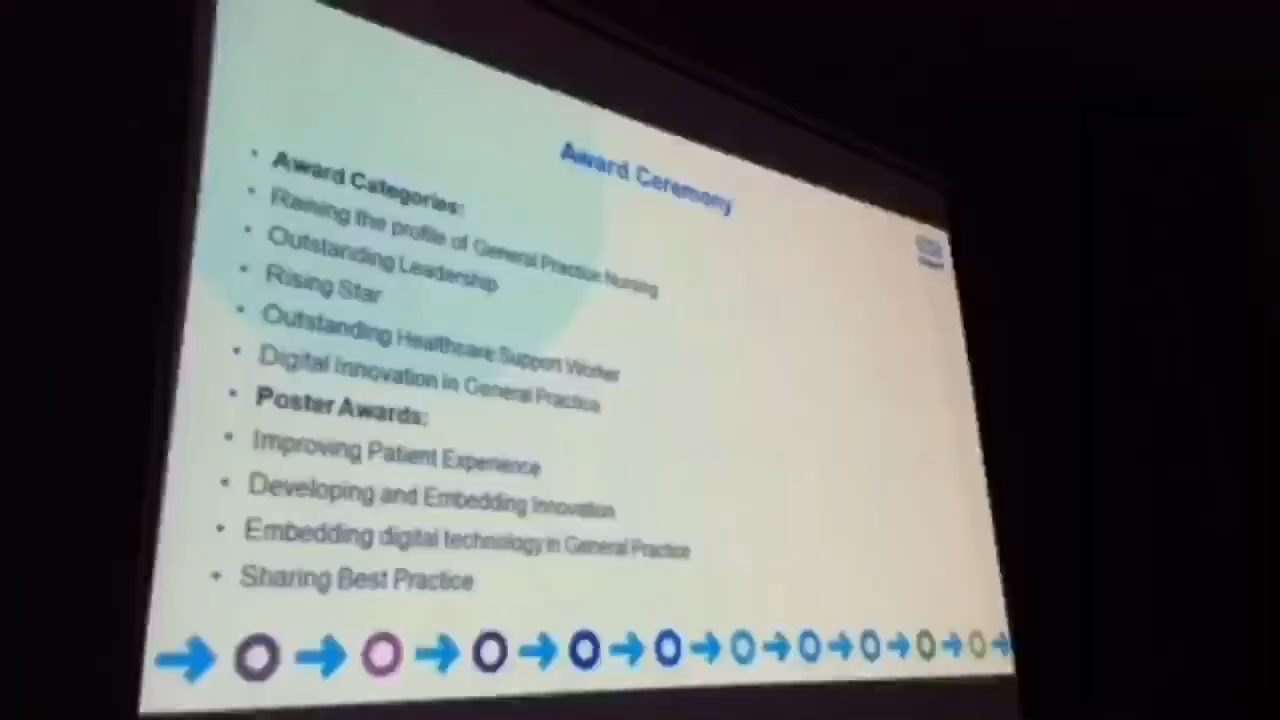 Award Ceremony
• Award Categories:
• Raising the profile of General Practice Nursing
• Outstanding Leadership
• Rising Star
• Outstanding Healthcare Support Worker
• Digital Innovation in General Practice
• Poster Awards:
• Improving Patient Experience
• Developing and Embedding Innovation
• Embedding digital technology in General Practice
• Sharing Best Practice